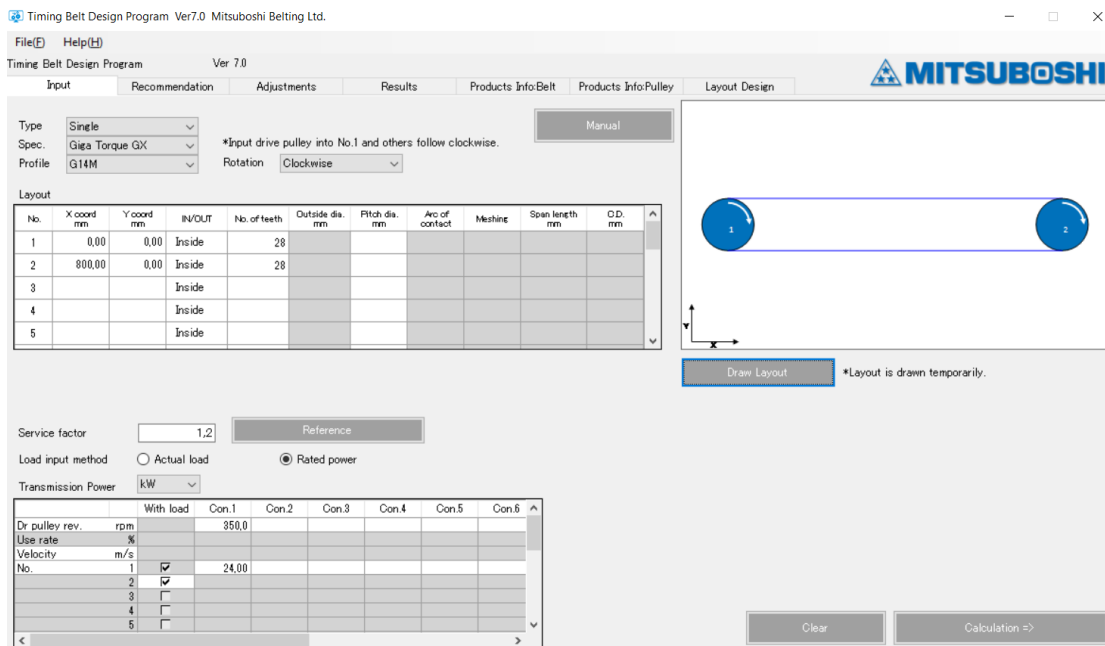 Timing Belt Design Program Ver7.0 Mitsuboshi Belting Ltd.
File(F) Help(H)
Timing Belt Design Program Ver 7.0
MITSUBOSHI
Input Recommendation Adjustments Results Products Info:Belt Products Info:Pulley Layout Design
Type Single
Spec. Giga Torque GX
Profile G14M
*Input drive pulley into No.1 and others follow clockwise.
Rotation Clockwise
Manual
Layout
No. X coord mm Y coord mm IN/OUT No. of teeth Outside dia. mm Pitch dia. mm Arc of contact Meshing Span length mm O.D. mm
1 0,00 0,00 Inside 28
2 800,00 0,00 Inside 28
3 Inside
4 Inside
5 Inside
1 2
Y
X
Draw Layout *Layout is drawn temporarily.
Service factor 1,2 Reference
Load input method Actual load Rated power
Transmission Power kW
With load Con.1 Con.2 Con.3 Con.4 Con.5 Con.6
Dr pulley rev. rpm 350,0
Use rate %
Velocity m/s
No. 1 24,00
2
3
4
5
Clear Calculation =>